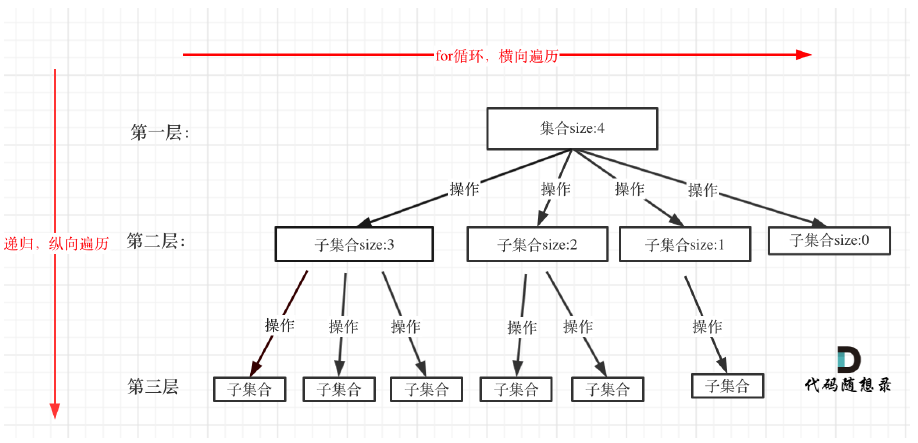 for循环，横向遍历
第一层：
集合size:4
操作
操作
操作
操作
递归，纵向遍历
第二层：
子集合size:3
子集合size:2
子集合size:1
子集合size:0
操作
操作
操作
操作
操作
操作
第三层
子集合
子集合
子集合
子集合
子集合
子集合
代码随想录